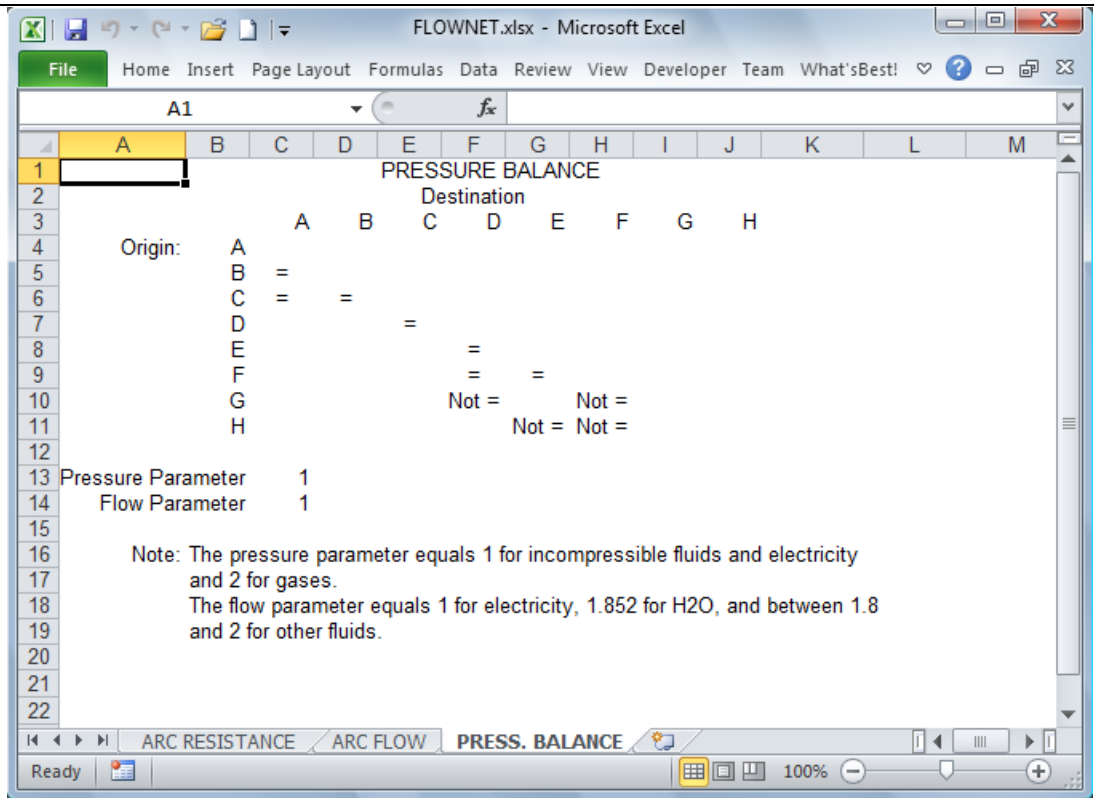 FLOWNET.xlsx - Microsoft Excel
File Home Insert Page Layout Formulas Data Review View Developer Team What'sBest!
A1 fx
A B C D E F G H I J K L M
1 PRESSURE BALANCE
2 Destination
3 A B C D E F G H
4 Origin: A
5 B =
6 C = =
7 D =
8 E =
9 F = =
10 G Not = Not =
11 H Not = Not =
12
13 Pressure Parameter 1
14 Flow Parameter 1
15
16 Note: The pressure parameter equals 1 for incompressible fluids and electricity
17 and 2 for gases.
18 The flow parameter equals 1 for electricity, 1.852 for H2O, and between 1.8
19 and 2 for other fluids.
20
21
22
ARC RESISTANCE ARC FLOW PRESS. BALANCE
Ready 100%